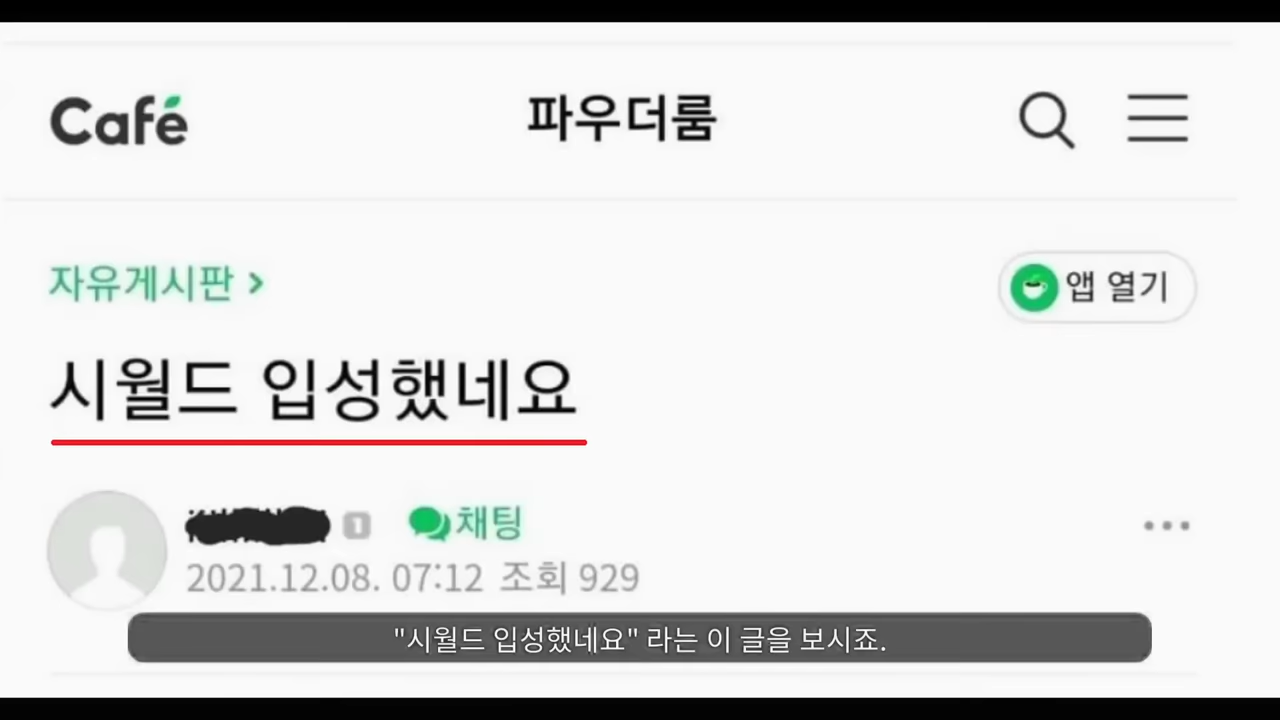 Café 파우더룸
자유게시판 >
앱 열기
시월드 입성했네요
1 채팅
2021.12.08. 07:12 조회 929
"시월드 입성했네요" 라는 이 글을 보시죠.